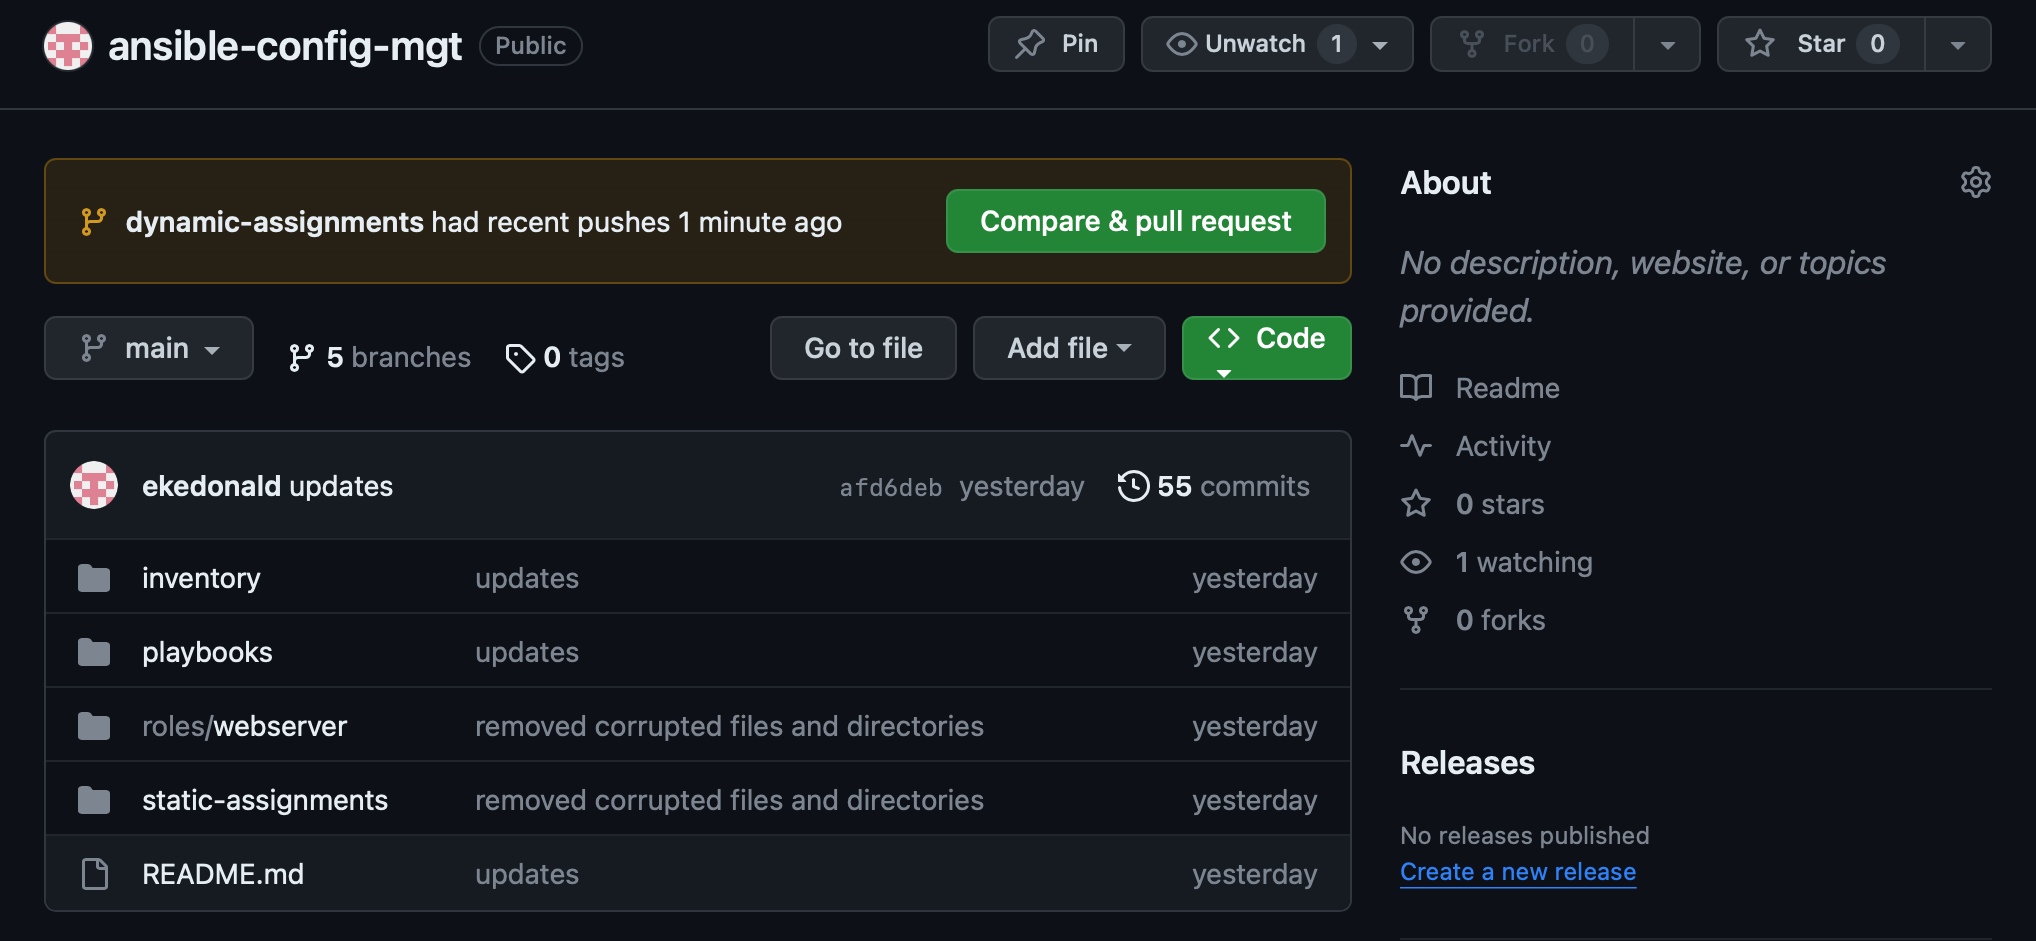 ansible-config-mgt Public Pin Unwatch 1 Fork 0 Star 0
dynamic-assignments had recent pushes 1 minute ago Compare & pull request
main 5 branches 0 tags Go to file Add file Code
ekedonald updates afd6deb yesterday 55 commits
inventory updates yesterday
playbooks updates yesterday
roles/webserver removed corrupted files and directories yesterday
static-assignments removed corrupted files and directories yesterday
README.md updates yesterday
About
No description, website, or topics
provided.
Readme
Activity
0 stars
1 watching
0 forks
Releases
No releases published
Create a new release